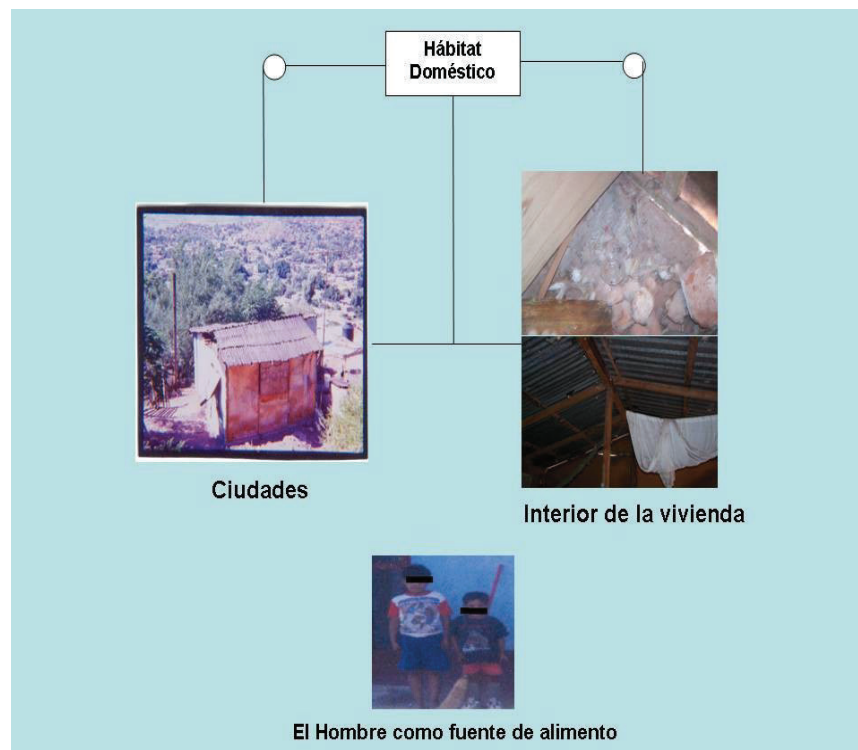 Hábitat
Doméstico
Ciudades
Interior de la vivienda
El Hombre como fuente de alimento